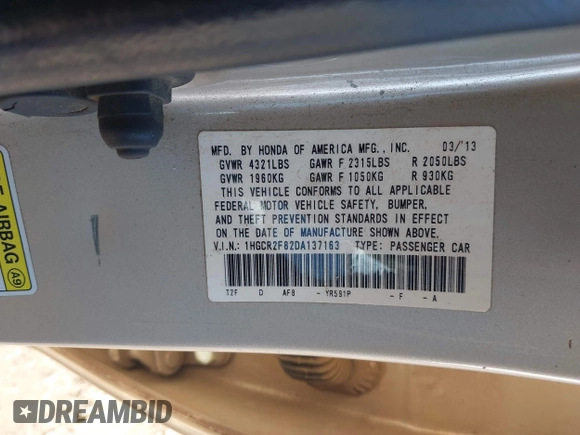 MFD. BY HONDA OF AMERICA MFG., INC. 03/'13
GVWR 4321LBS GAWR F 2315LBS R 2050LBS
GVWR 1960KG GAWR F 1050KG R 930KG
THIS VEHICLE CONFORMS TO ALL APPLICABLE
FEDERAL MOTOR VEHICLE SAFETY, BUMPER,
AND THEFT PREVENTION STANDARDS IN EFFECT
ON THE DATE OF MANUFACTURE SHOWN ABOVE.
V.I.N.: 1HGCR2F82DA137163 TYPE: PASSENGER CAR
T2F D AF8 - YR591P - F - A
AIRBAG
A9
DREAMBID